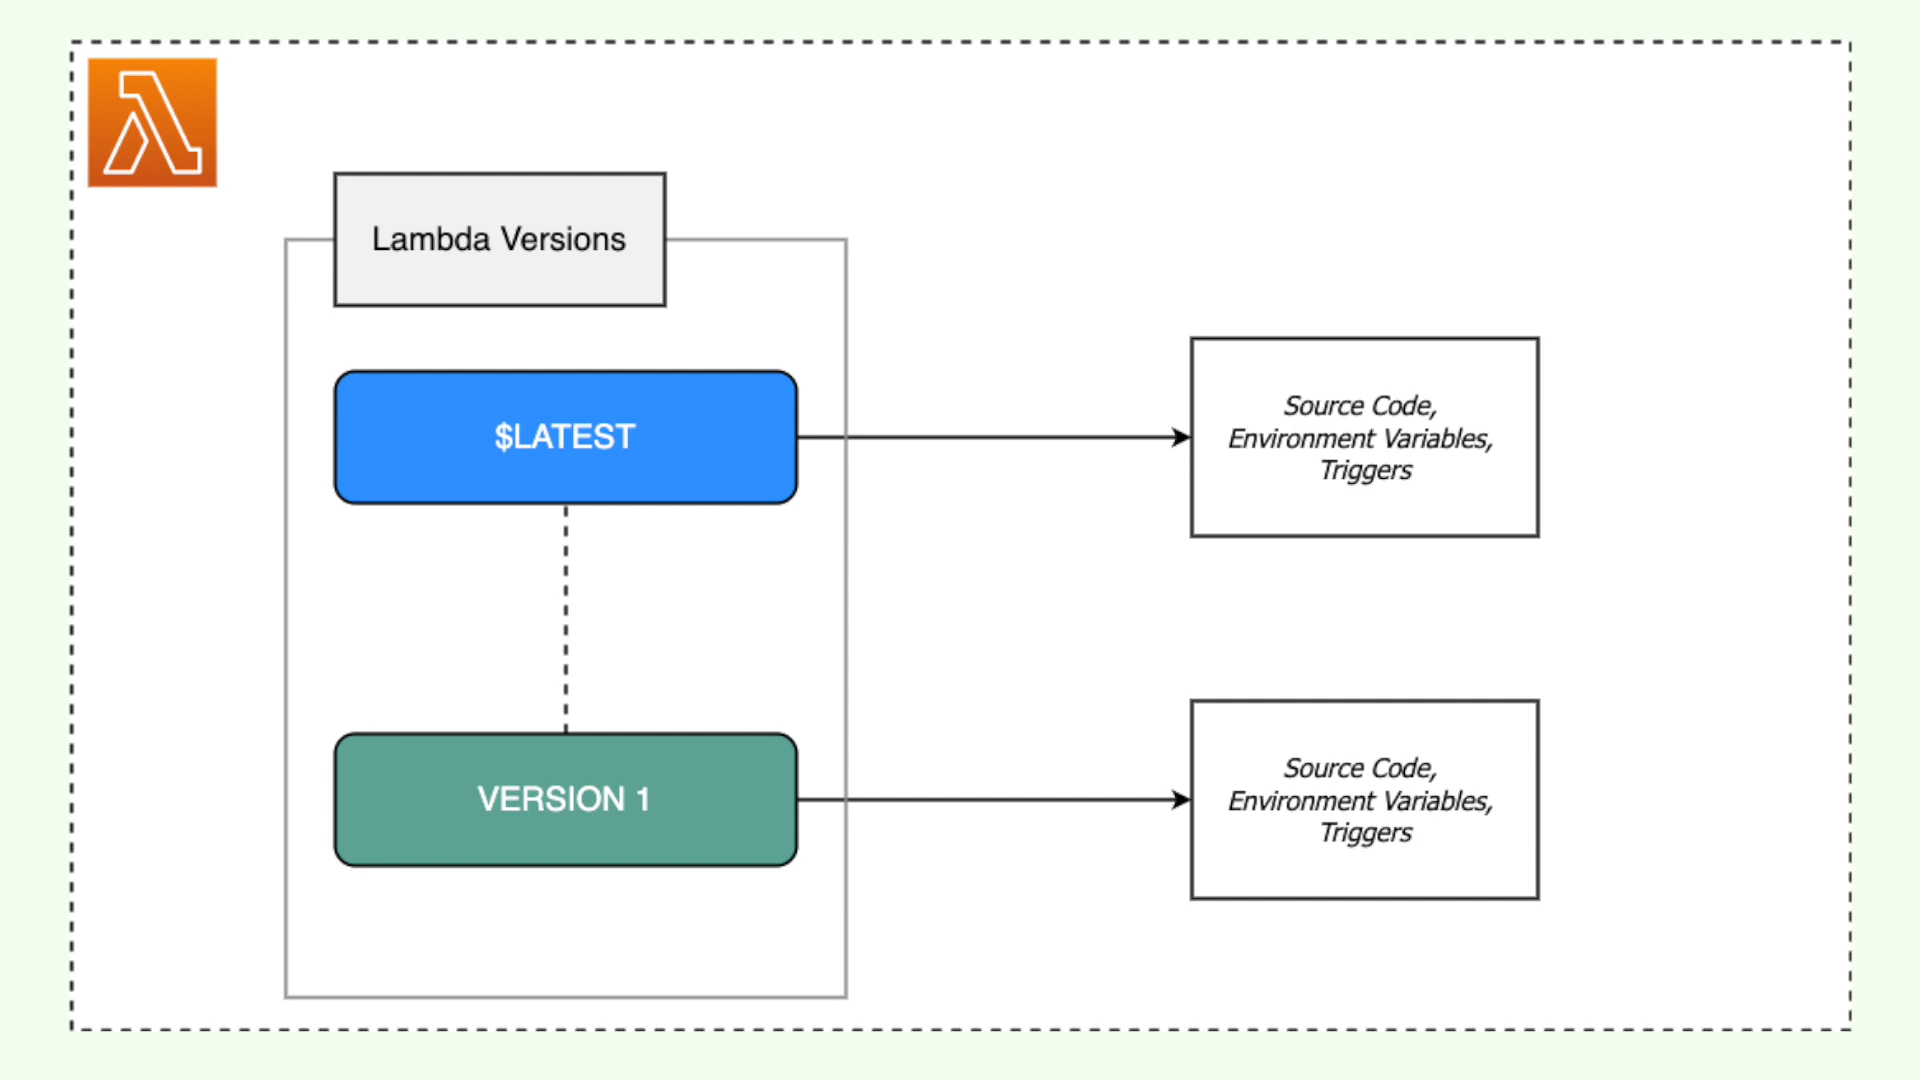 Lambda Versions
$LATEST
Source Code,
Environment Variables,
Triggers
VERSION 1
Source Code,
Environment Variables,
Triggers